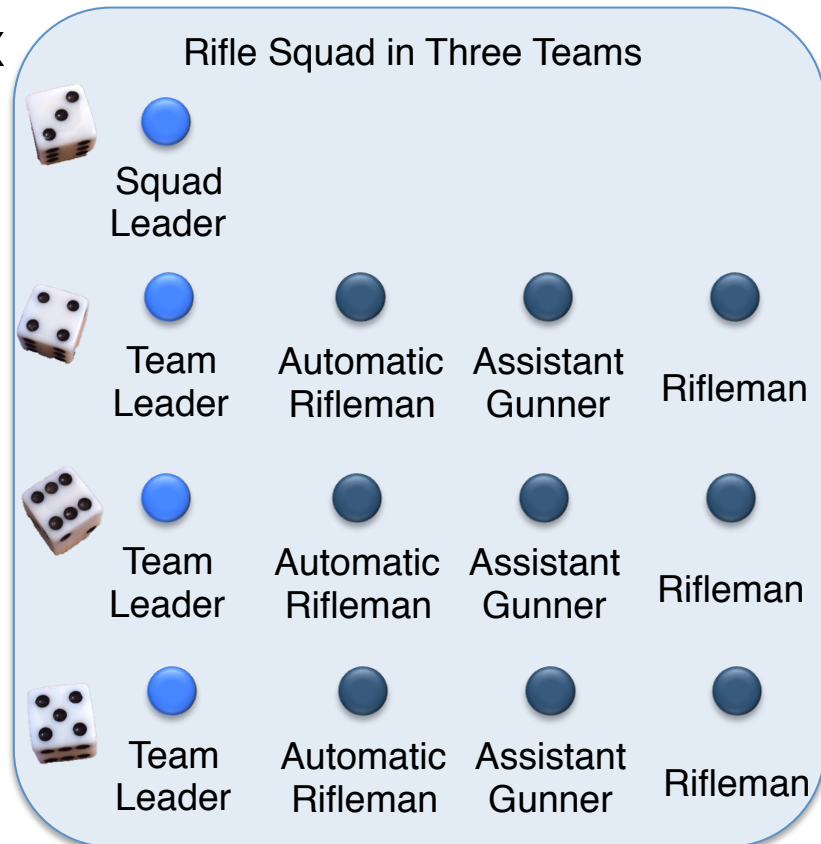 Rifle Squad in Three Teams
Squad
Leader
Team
Leader
Automatic
Rifleman
Assistant
Gunner
Rifleman
Team
Leader
Automatic
Rifleman
Assistant
Gunner
Rifleman
Team
Leader
Automatic
Rifleman
Assistant
Gunner
Rifleman